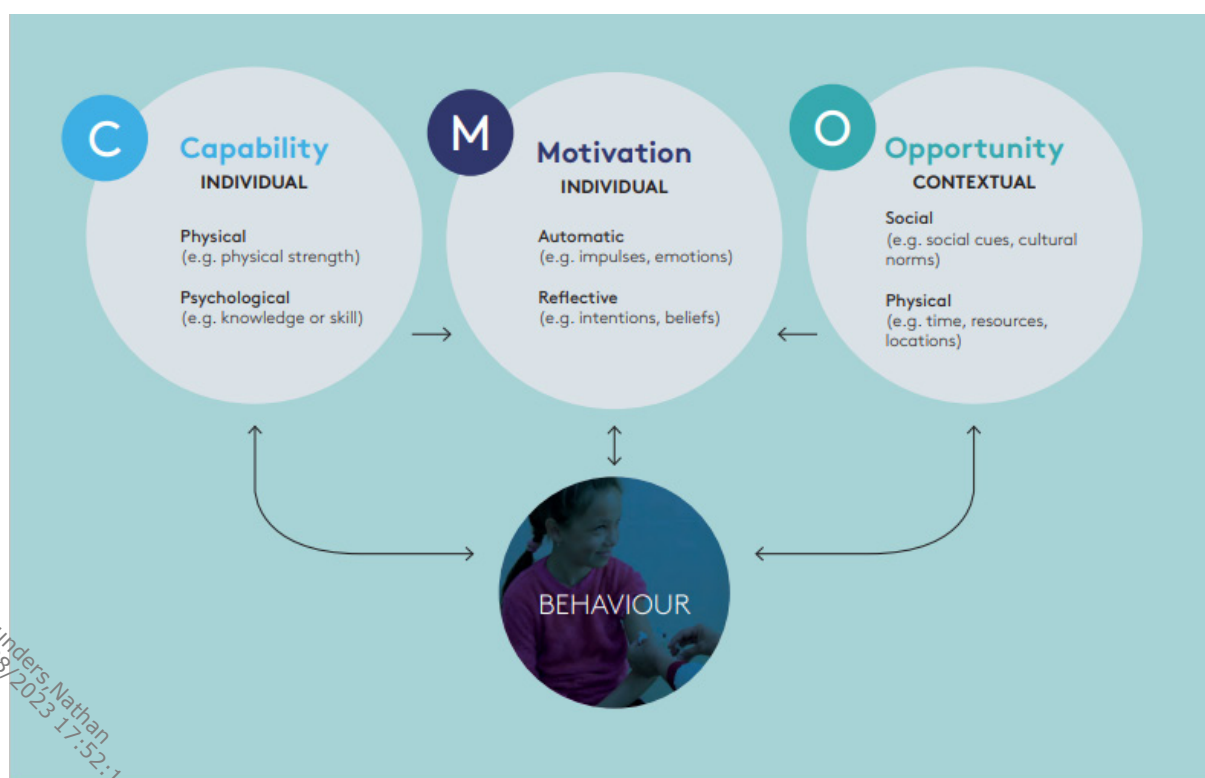 C
Capability
INDIVIDUAL
Physical
(e.g. physical strength)
Psychological
(e.g. knowledge or skill)
M
Motivation
INDIVIDUAL
Automatic
(e.g. impulses, emotions)
Reflective
(e.g. intentions, beliefs)
O
Opportunity
CONTEXTUAL
Social
(e.g. social cues, cultural
norms)
Physical
(e.g. time, resources,
locations)
BEHAVIOUR
Nathan